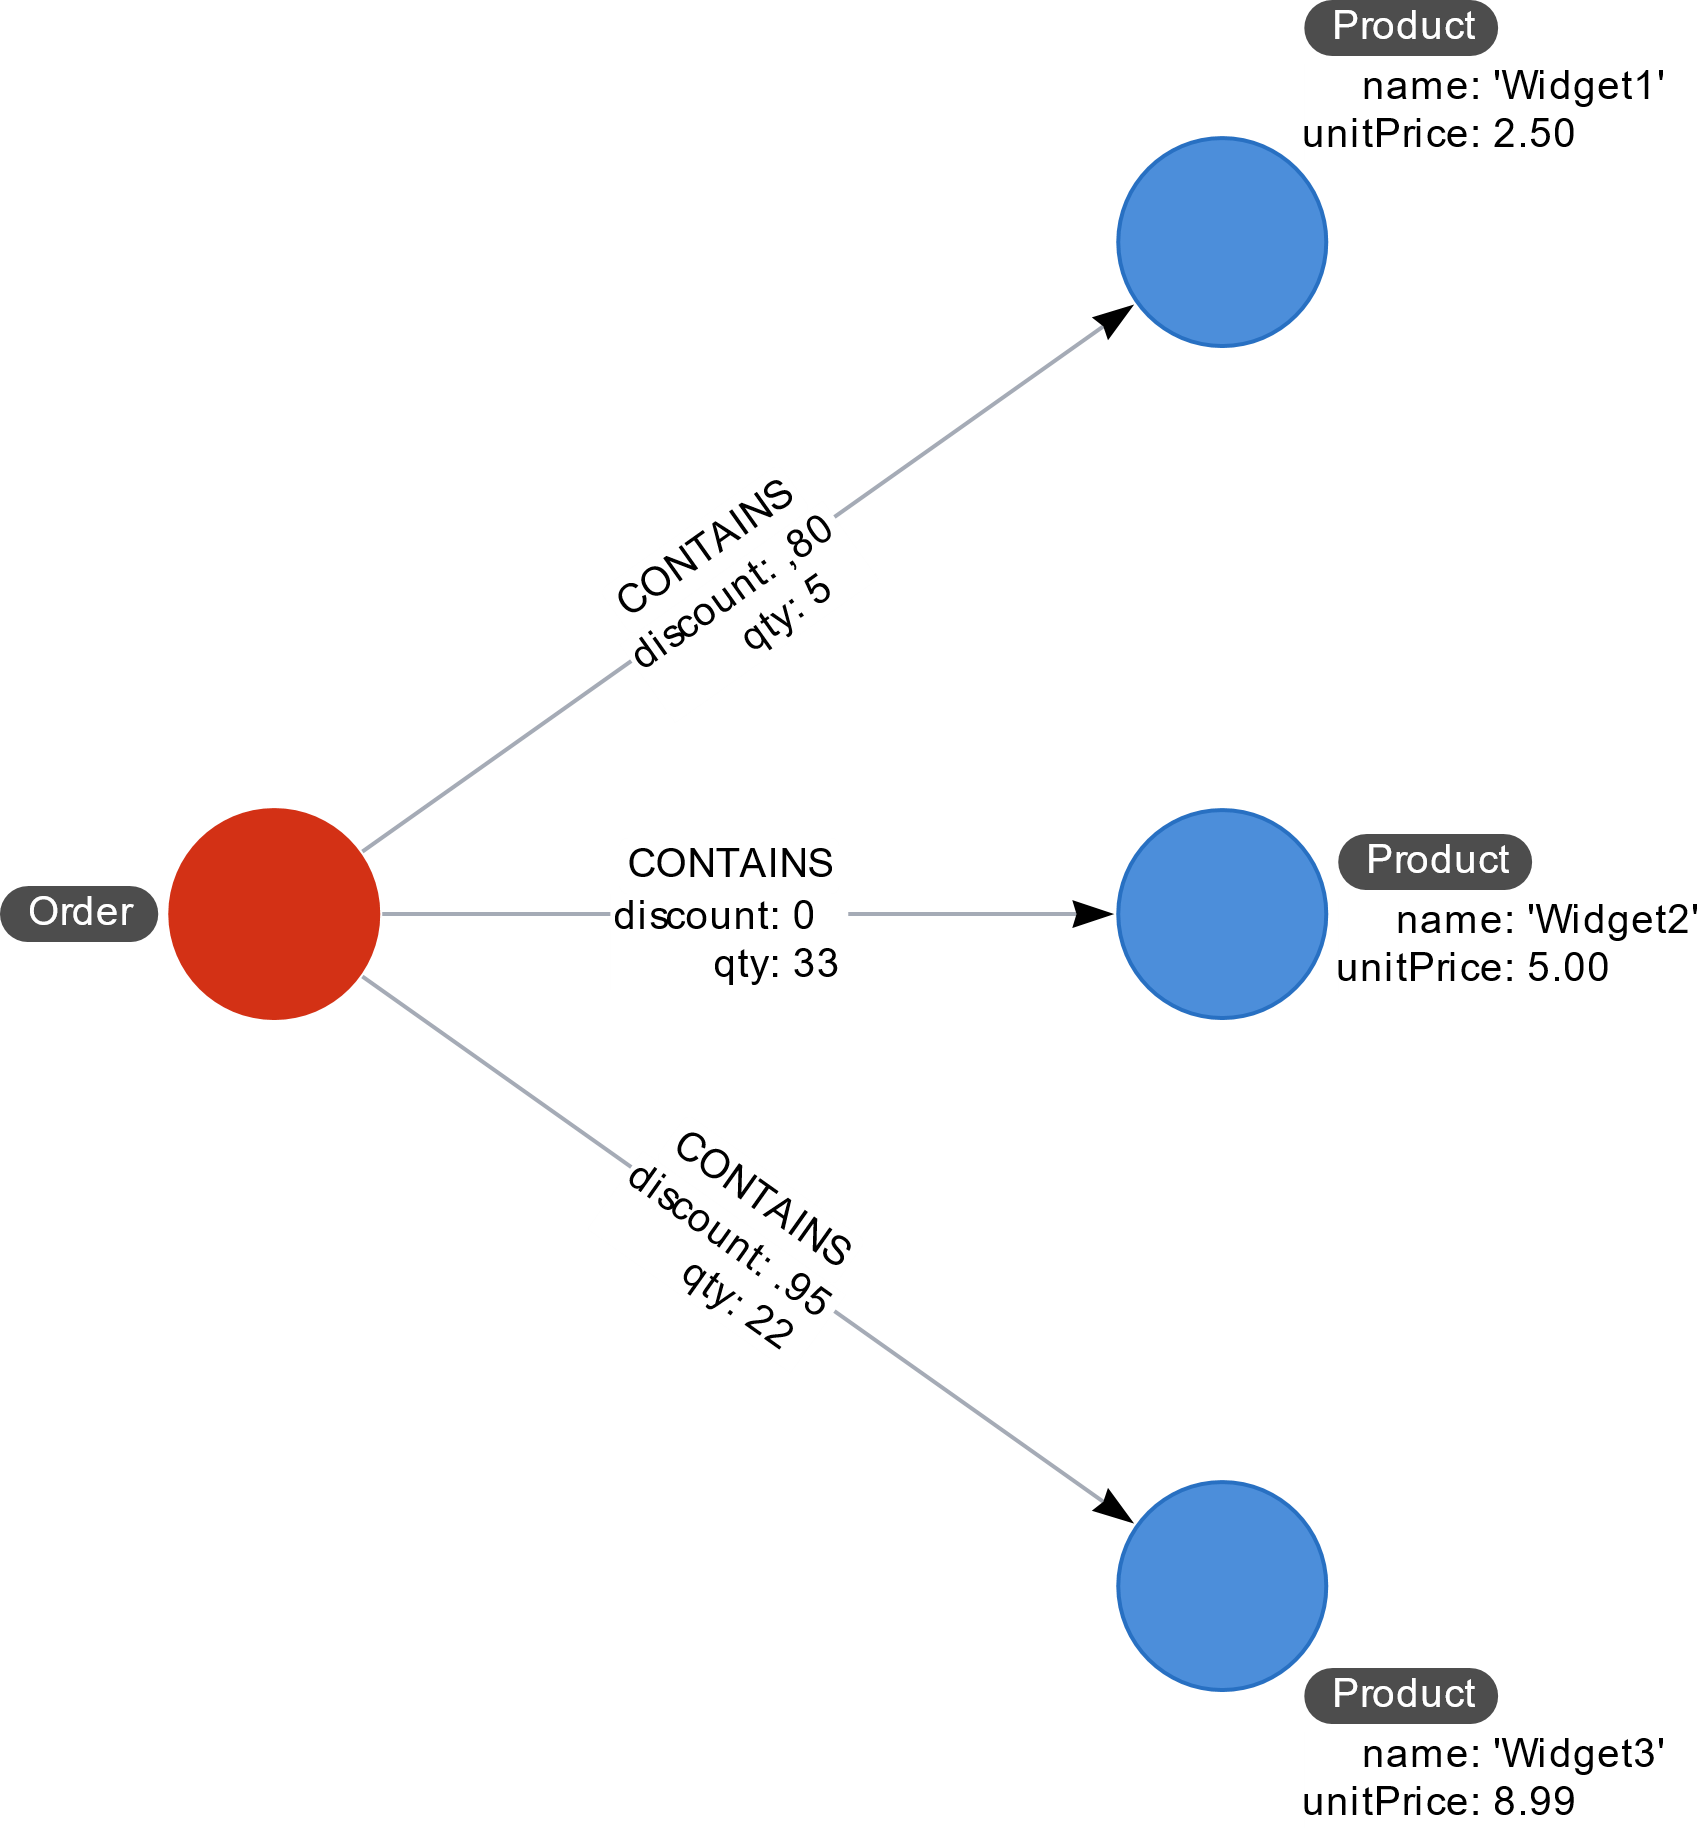 Product
name: 'Widget1'
unitPrice: 2.50
CONTAINS
discount: ,80
qty: 5
Order
CONTAINS
discount: 0
qty: 33
Product
name: 'Widget2'
unitPrice: 5.00
CONTAINS
discount: .95
qty: 22
Product
name: 'Widget3'
unitPrice: 8.99